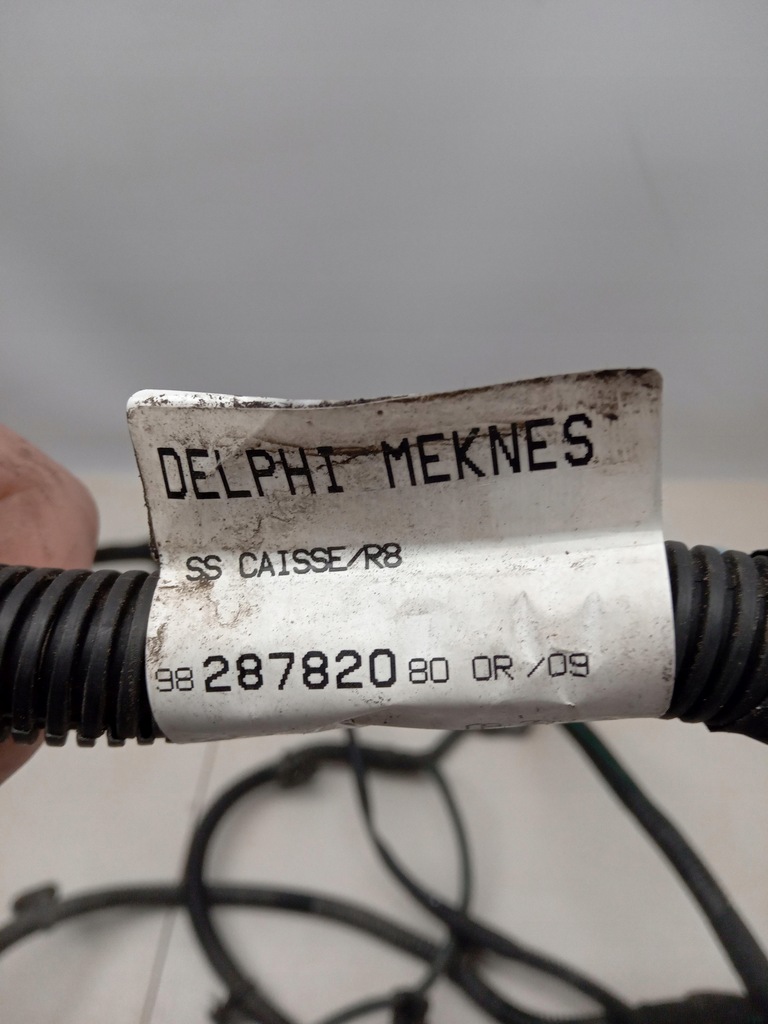 DELPHI MEKNES
SS CAISSE/R8
98 287820 80 OR /09